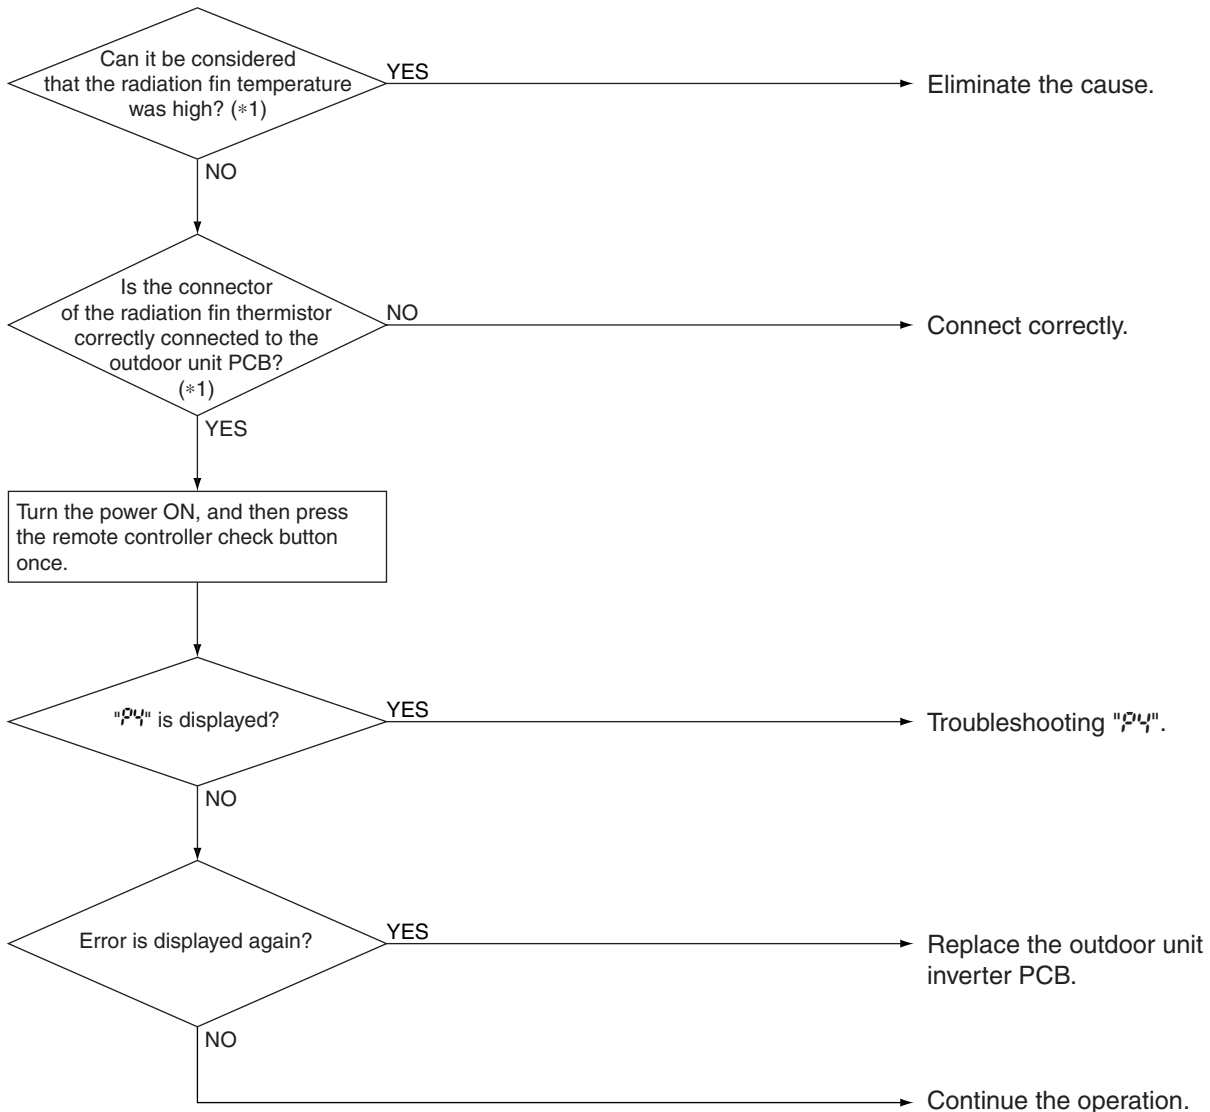 Can it be considered
that the radiation fin temperature
was high? (*1)
YES
Eliminate the cause.
NO
Is the connector
of the radiation fin thermistor
correctly connected to the
outdoor unit PCB?
(*1)
NO
Connect correctly.
YES
Turn the power ON, and then press
the remote controller check button
once.
"P4" is displayed?
YES
Troubleshooting "P4".
NO
Error is displayed again?
YES
Replace the outdoor unit
inverter PCB.
NO
Continue the operation.